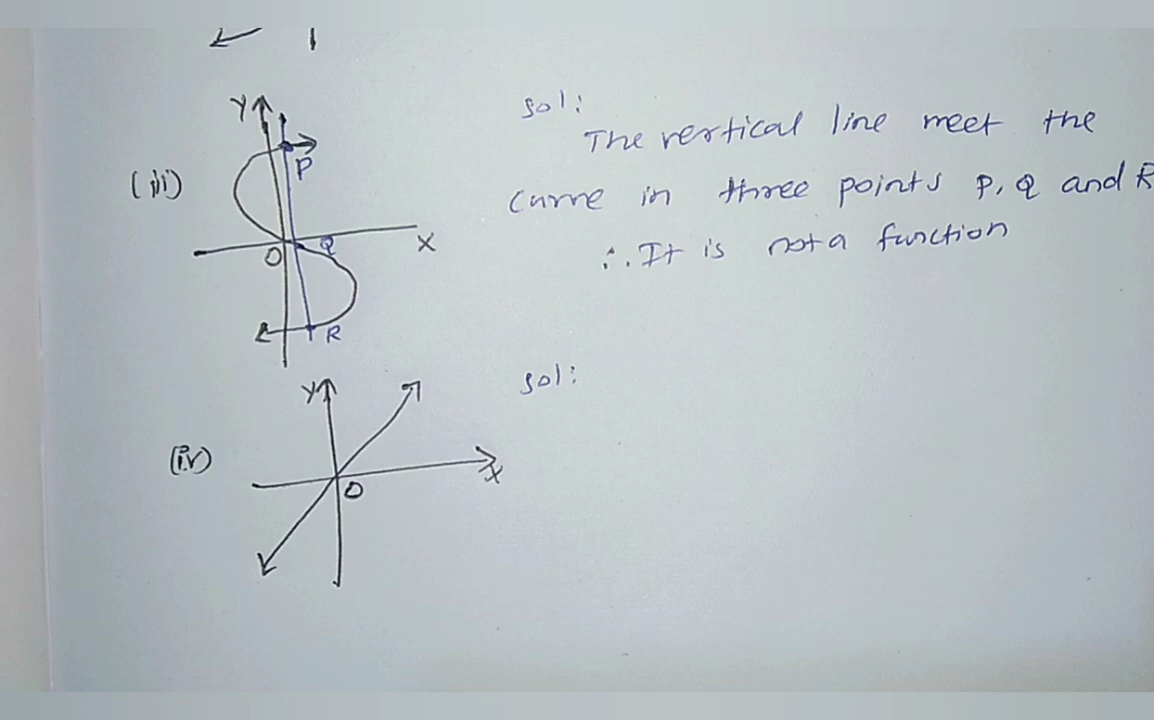 Y
P
(iii)
Q
X
O
R
sol:
The vertical line meet the
curve in three points P, Q and R
∴ It is not a function
Y
(iv)
X
O
sol: